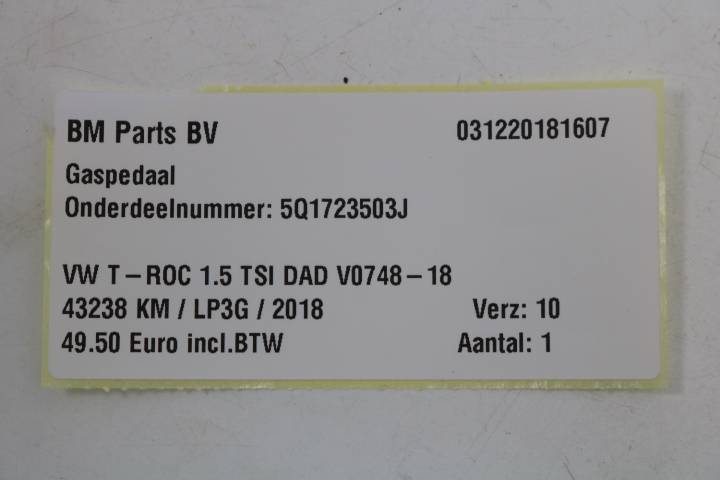 BM Parts BV 031220181607
Gaspedaal
Onderdeelnummer: 5Q1723503J
VW T-ROC 1.5 TSI DAD V0748-18
43238 KM / LP3G / 2018 Verz: 10
49.50 Euro incl.BTW Aantal: 1